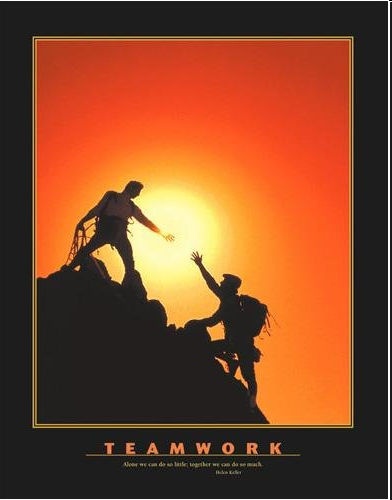 TEAMWORK
Alone we can do so little; together we can do so much.
Helen Keller